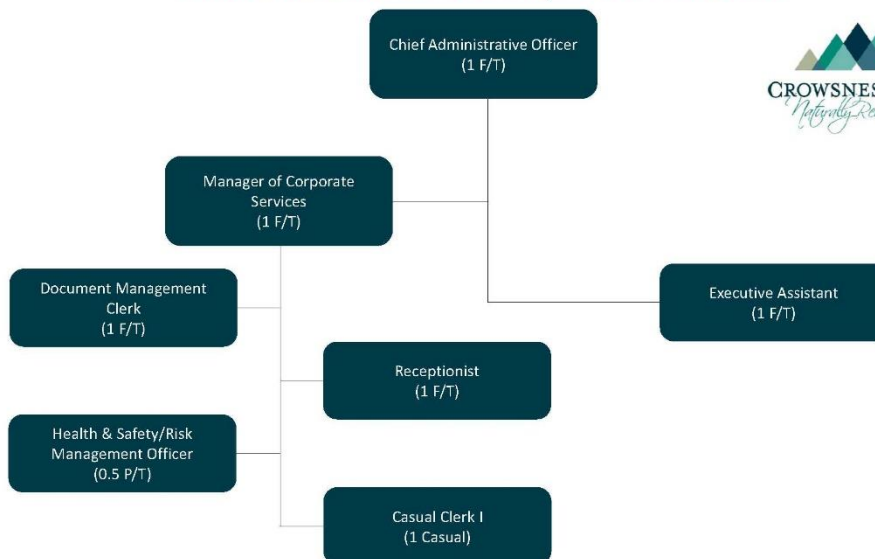 Chief Administrative Officer
(1 F/T)
CROWSNES
Naturally
Manager of Corporate
Services
(1 F/T)
Document Management
Clerk
(1 F/T)
Executive Assistant
(1 F/T)
Receptionist
(1 F/T)
Health & Safety/Risk
Management Officer
(0.5 P/T)
Casual Clerk I
(1 Casual)